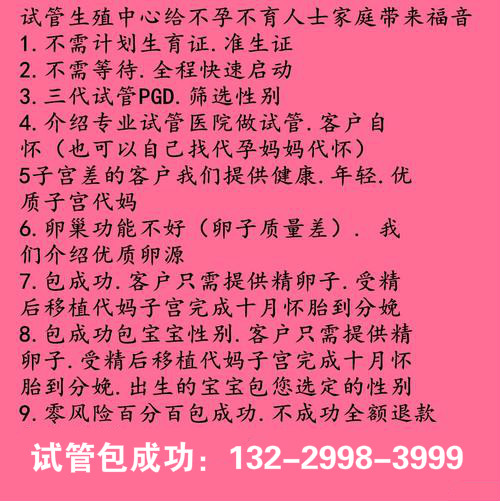 试管生殖中心给不孕不育人士家庭带来福音
1.不需计划生育证.准生证
2.不需等待.全程快速启动
3.三代试管PGD.筛选性别
4.介绍专业试管医院做试管.客户自
怀（也可以自己找代孕妈妈代怀）
5子宫差的客户我们提供健康.年轻.优
质子宫代妈
6.卵巢功能不好（卵子质量差）. 我
们介绍优质卵源
7.包成功.客户只需提供精卵子.受精
后移植代妈子宫完成十月怀胎到分娩
8.包成功包宝宝性别.客户只需提供精
卵子.受精后移植代妈子宫完成十月怀
胎到分娩.出生的宝宝包您选定的性别
9.零风险百分百包成功.不成功全额退款
试管包成功：132-2998-3999